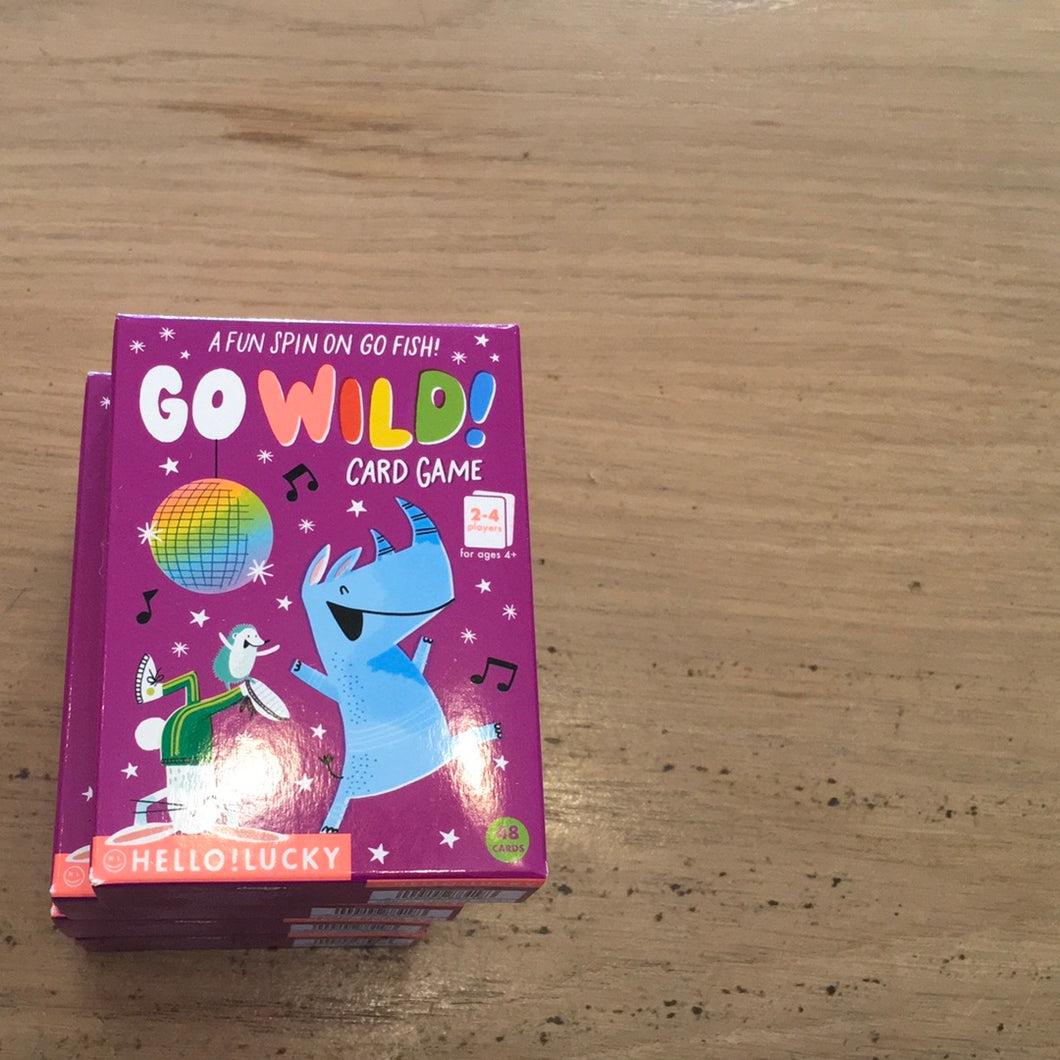 A FUN SPIN ON GO FISH!
GO WILD!
CARD GAME
2-4
players
for ages 4+
48
CARDS
HELLO!LUCKY